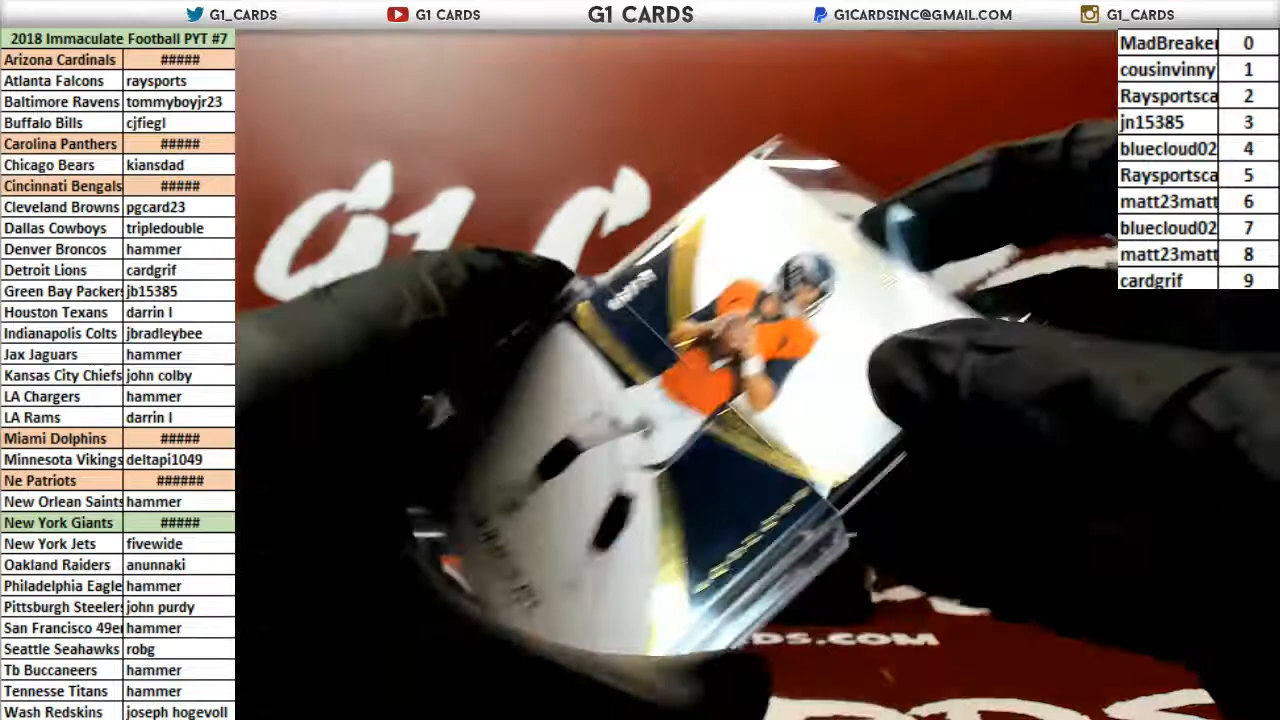 G1_CARDS
G1 CARDS
G1 CARDS
G1CARDSINC@GMAIL.COM
G1_CARDS
2018 Immaculate Football PYT #7
Arizona Cardinals #####
Atlanta Falcons raysports
Baltimore Ravens tommyboyjr23
Buffalo Bills cjfiegl
Carolina Panthers #####
Chicago Bears kiansdad
Cincinnati Bengals #####
Cleveland Browns pgcard23
Dallas Cowboys tripledouble
Denver Broncos hammer
Detroit Lions cardgrif
Green Bay Packers jb15385
Houston Texans darrin l
Indianapolis Colts jbradleybee
Jax Jaguars hammer
Kansas City Chiefs john colby
LA Chargers hammer
LA Rams darrin l
Miami Dolphins #####
Minnesota Vikings deltapi1049
Ne Patriots ######
New Orlean Saints hammer
New York Giants #####
New York Jets fivewide
Oakland Raiders anunnaki
Philadelphia Eagle hammer
Pittsburgh Steelers john purdy
San Francisco 49er hammer
Seattle Seahawks robg
Tb Buccaneers hammer
Tennesse Titans hammer
Wash Redskins joseph hogevoll
MadBreaker 0
cousinvinny 1
Raysportsca 2
jn15385 3
bluecloud02 4
Raysportsca 5
matt23matt 6
bluecloud02 7
matt23matt 8
cardgrif 9
G1 C
RDS.COM
RDS